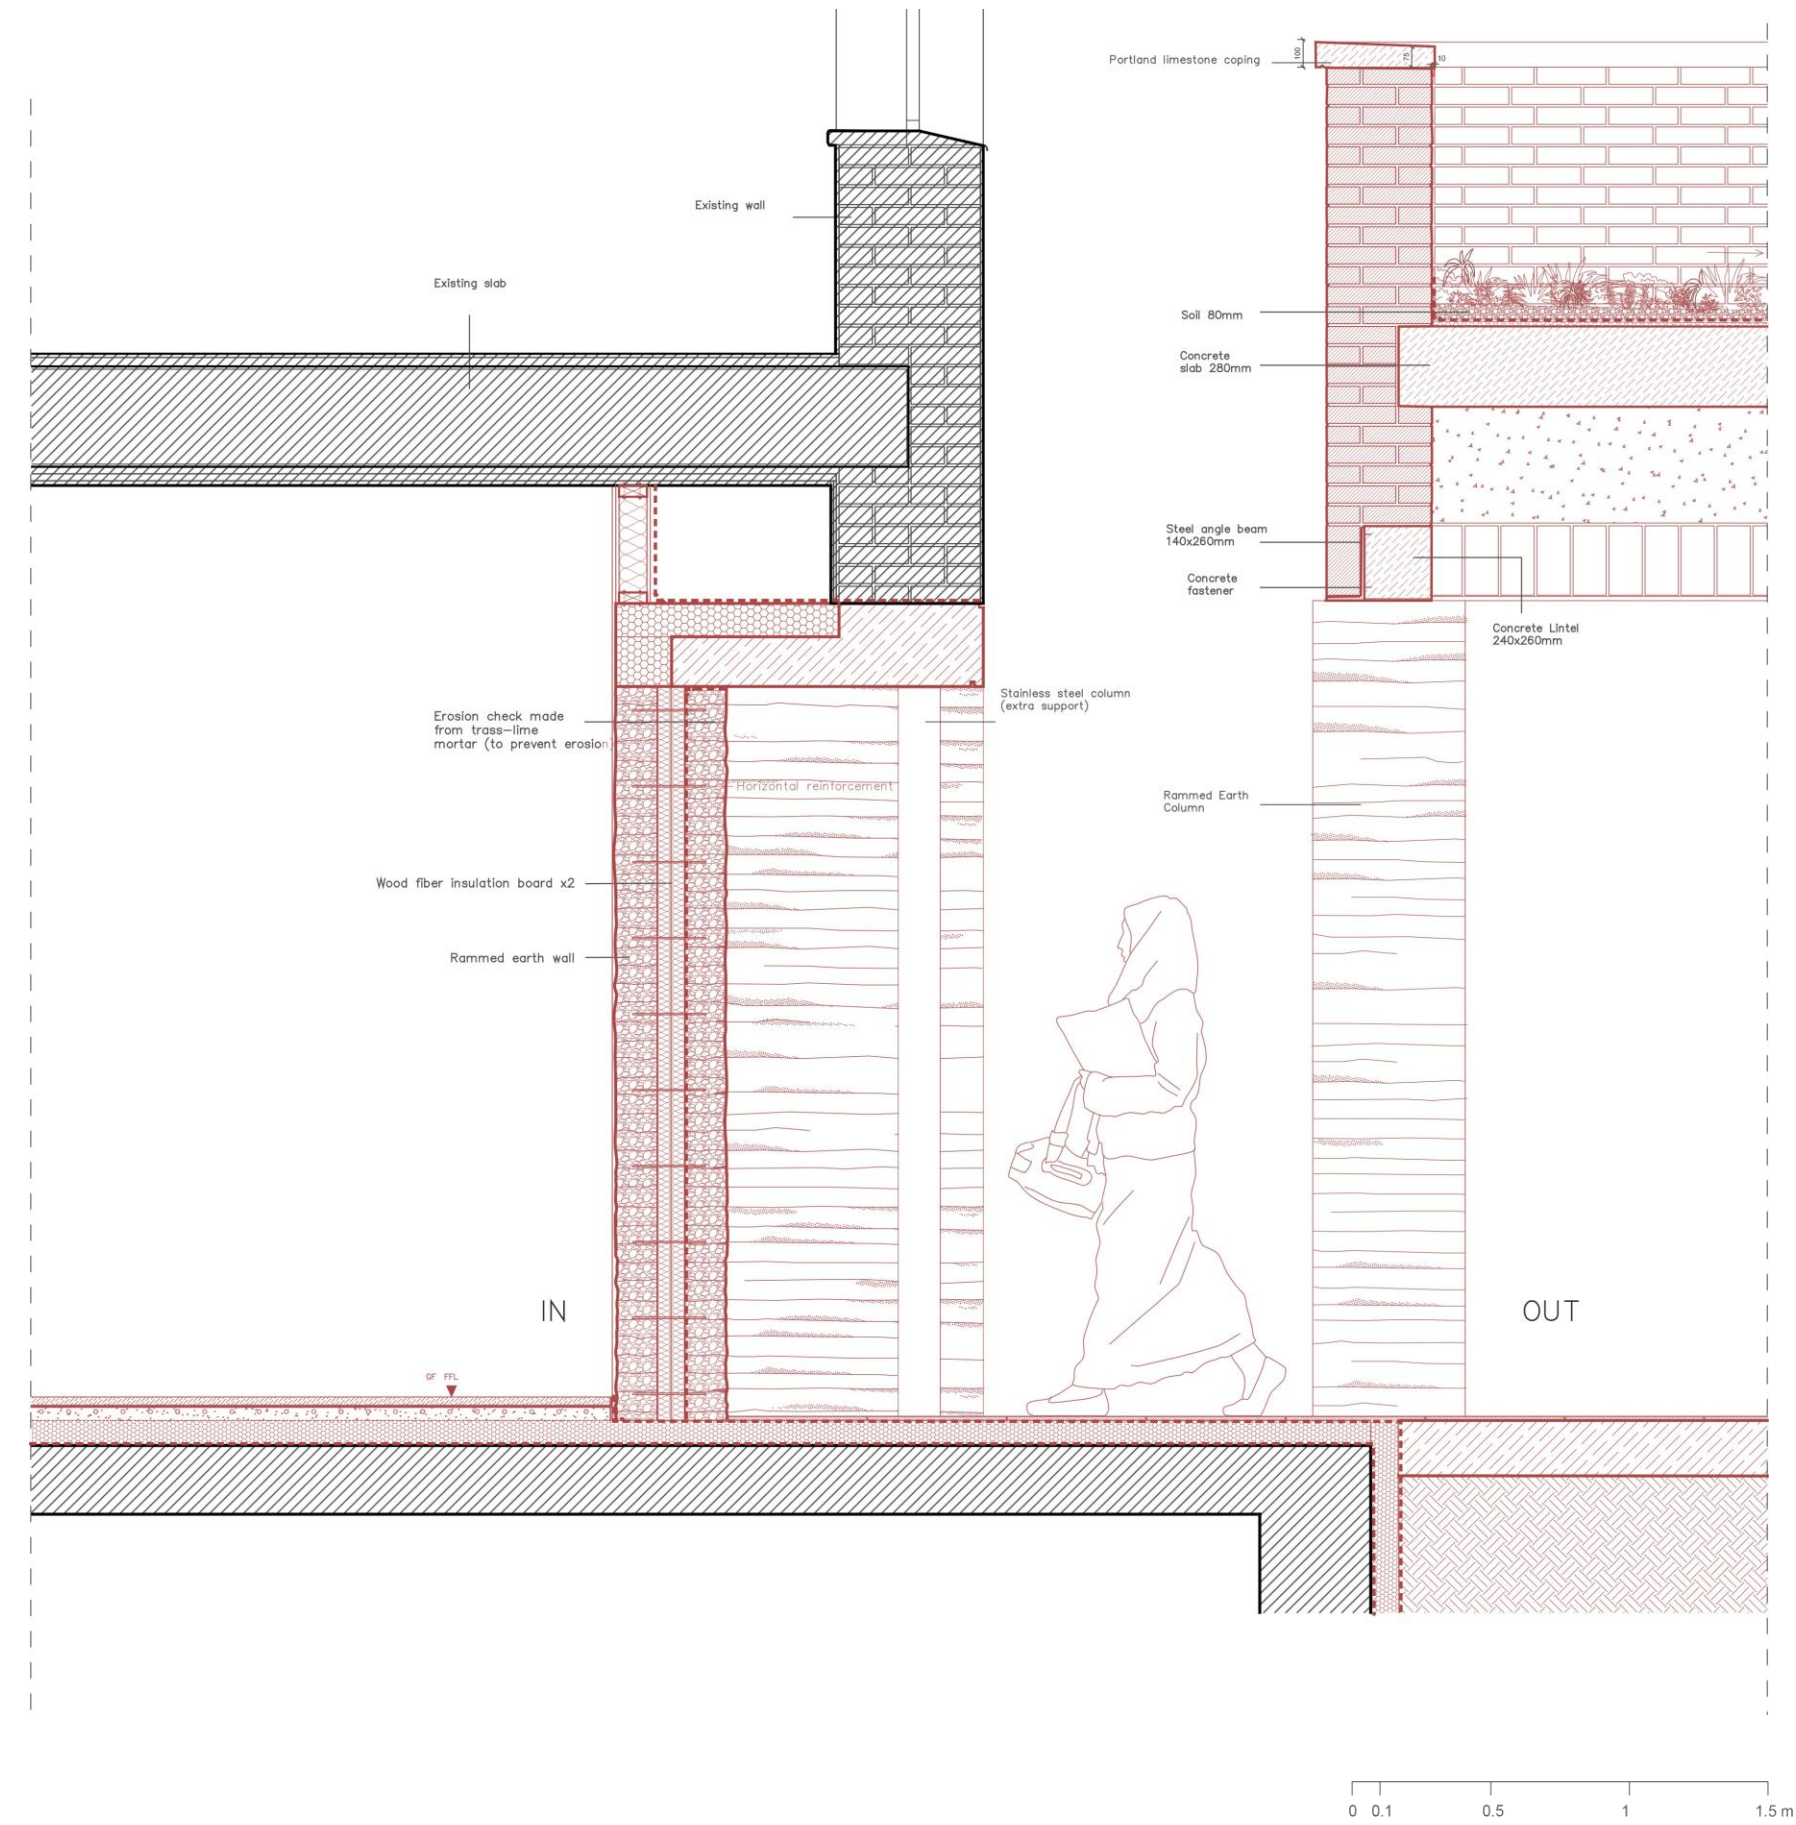 Portland limestone coping
100
75
10
Existing wall
Existing slab
Soil 80mm
Concrete
slab 280mm
Steel angle beam
140x260mm
Concrete
fastener
Concrete Lintel
240x260mm
Stainless steel column
(extra support)
Erosion check made
from trass-lime
mortar (to prevent erosion)
Horizontal reinforcement
Rammed Earth
Column
Wood fiber insulation board x2
Rammed earth wall
IN
OUT
GF FFL
0 0.1 0.5 1 1.5 m